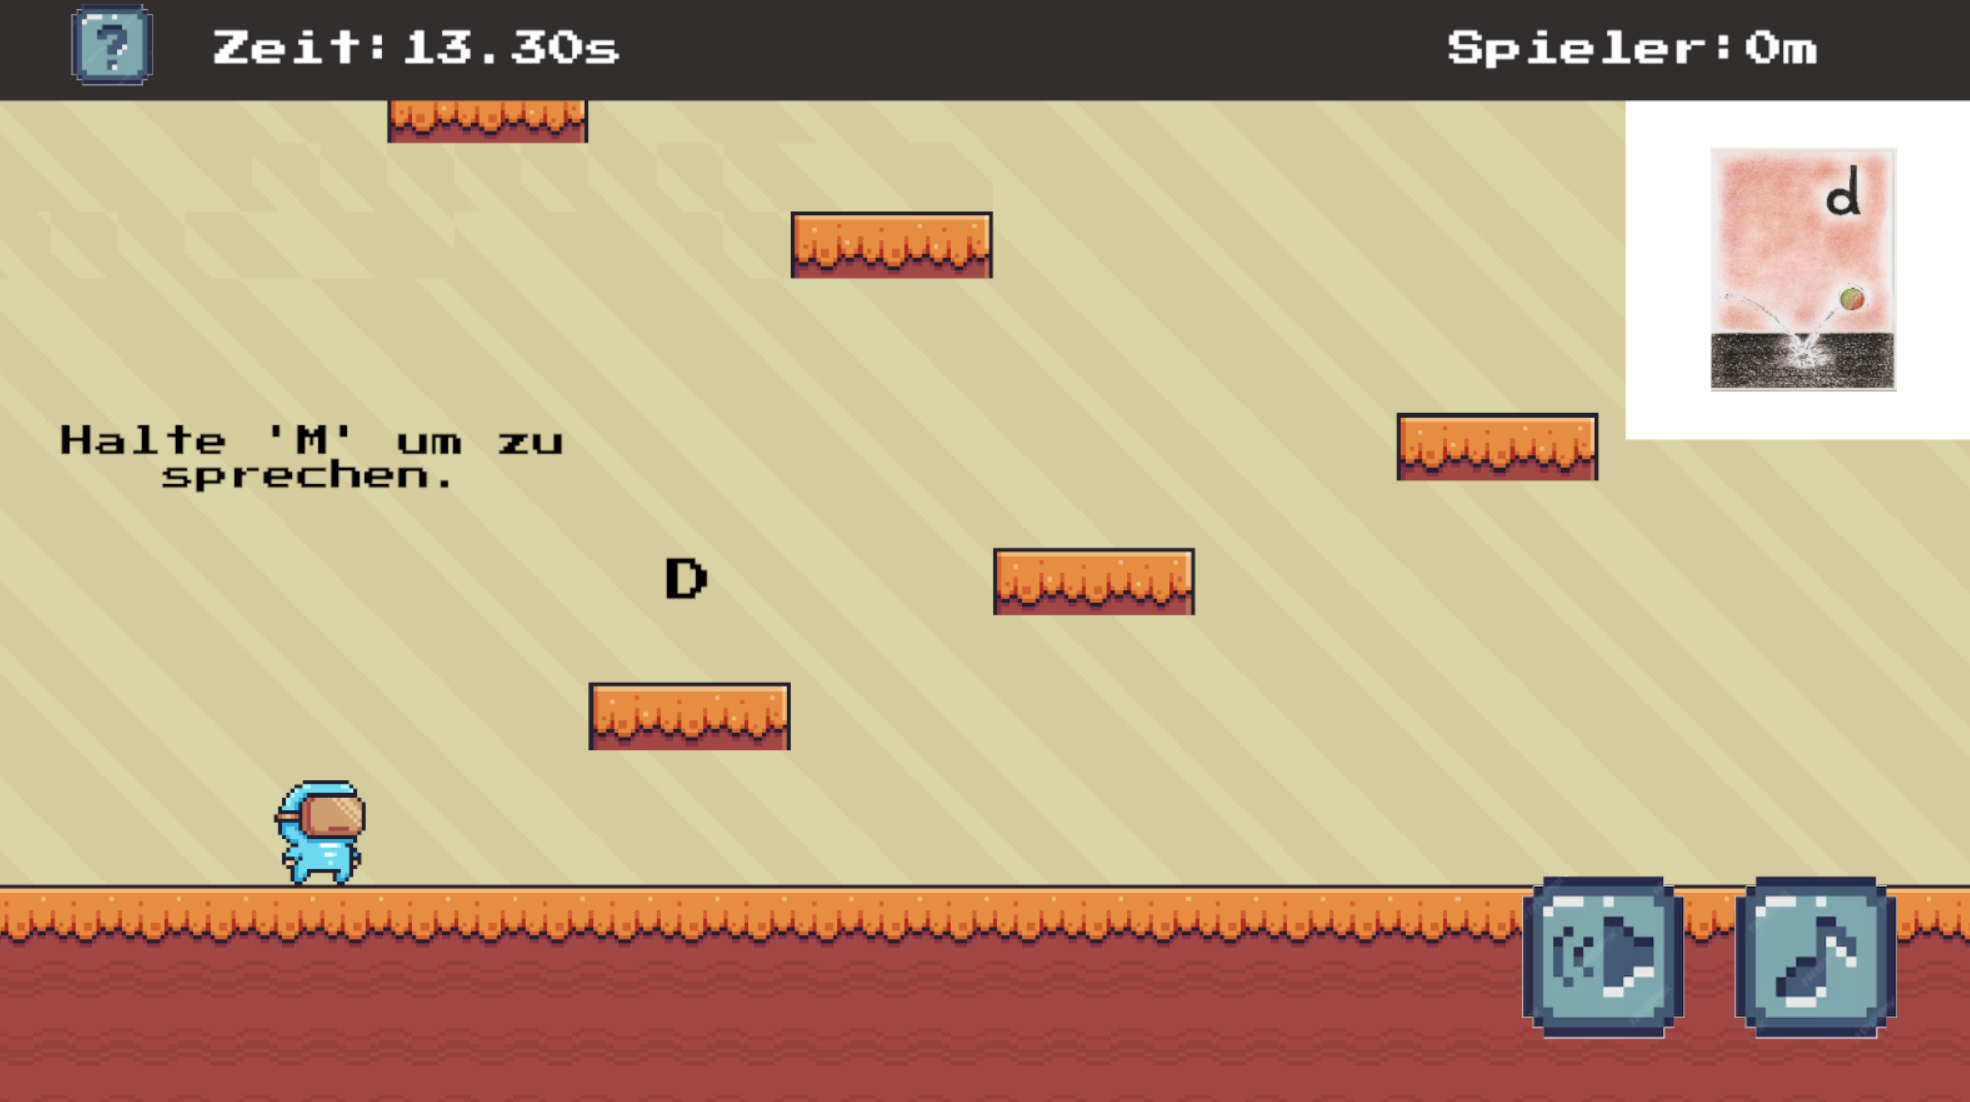 ?
Zeit:13.30s
Spieler:0m
d
Halte 'M' um zu
sprechen.
D